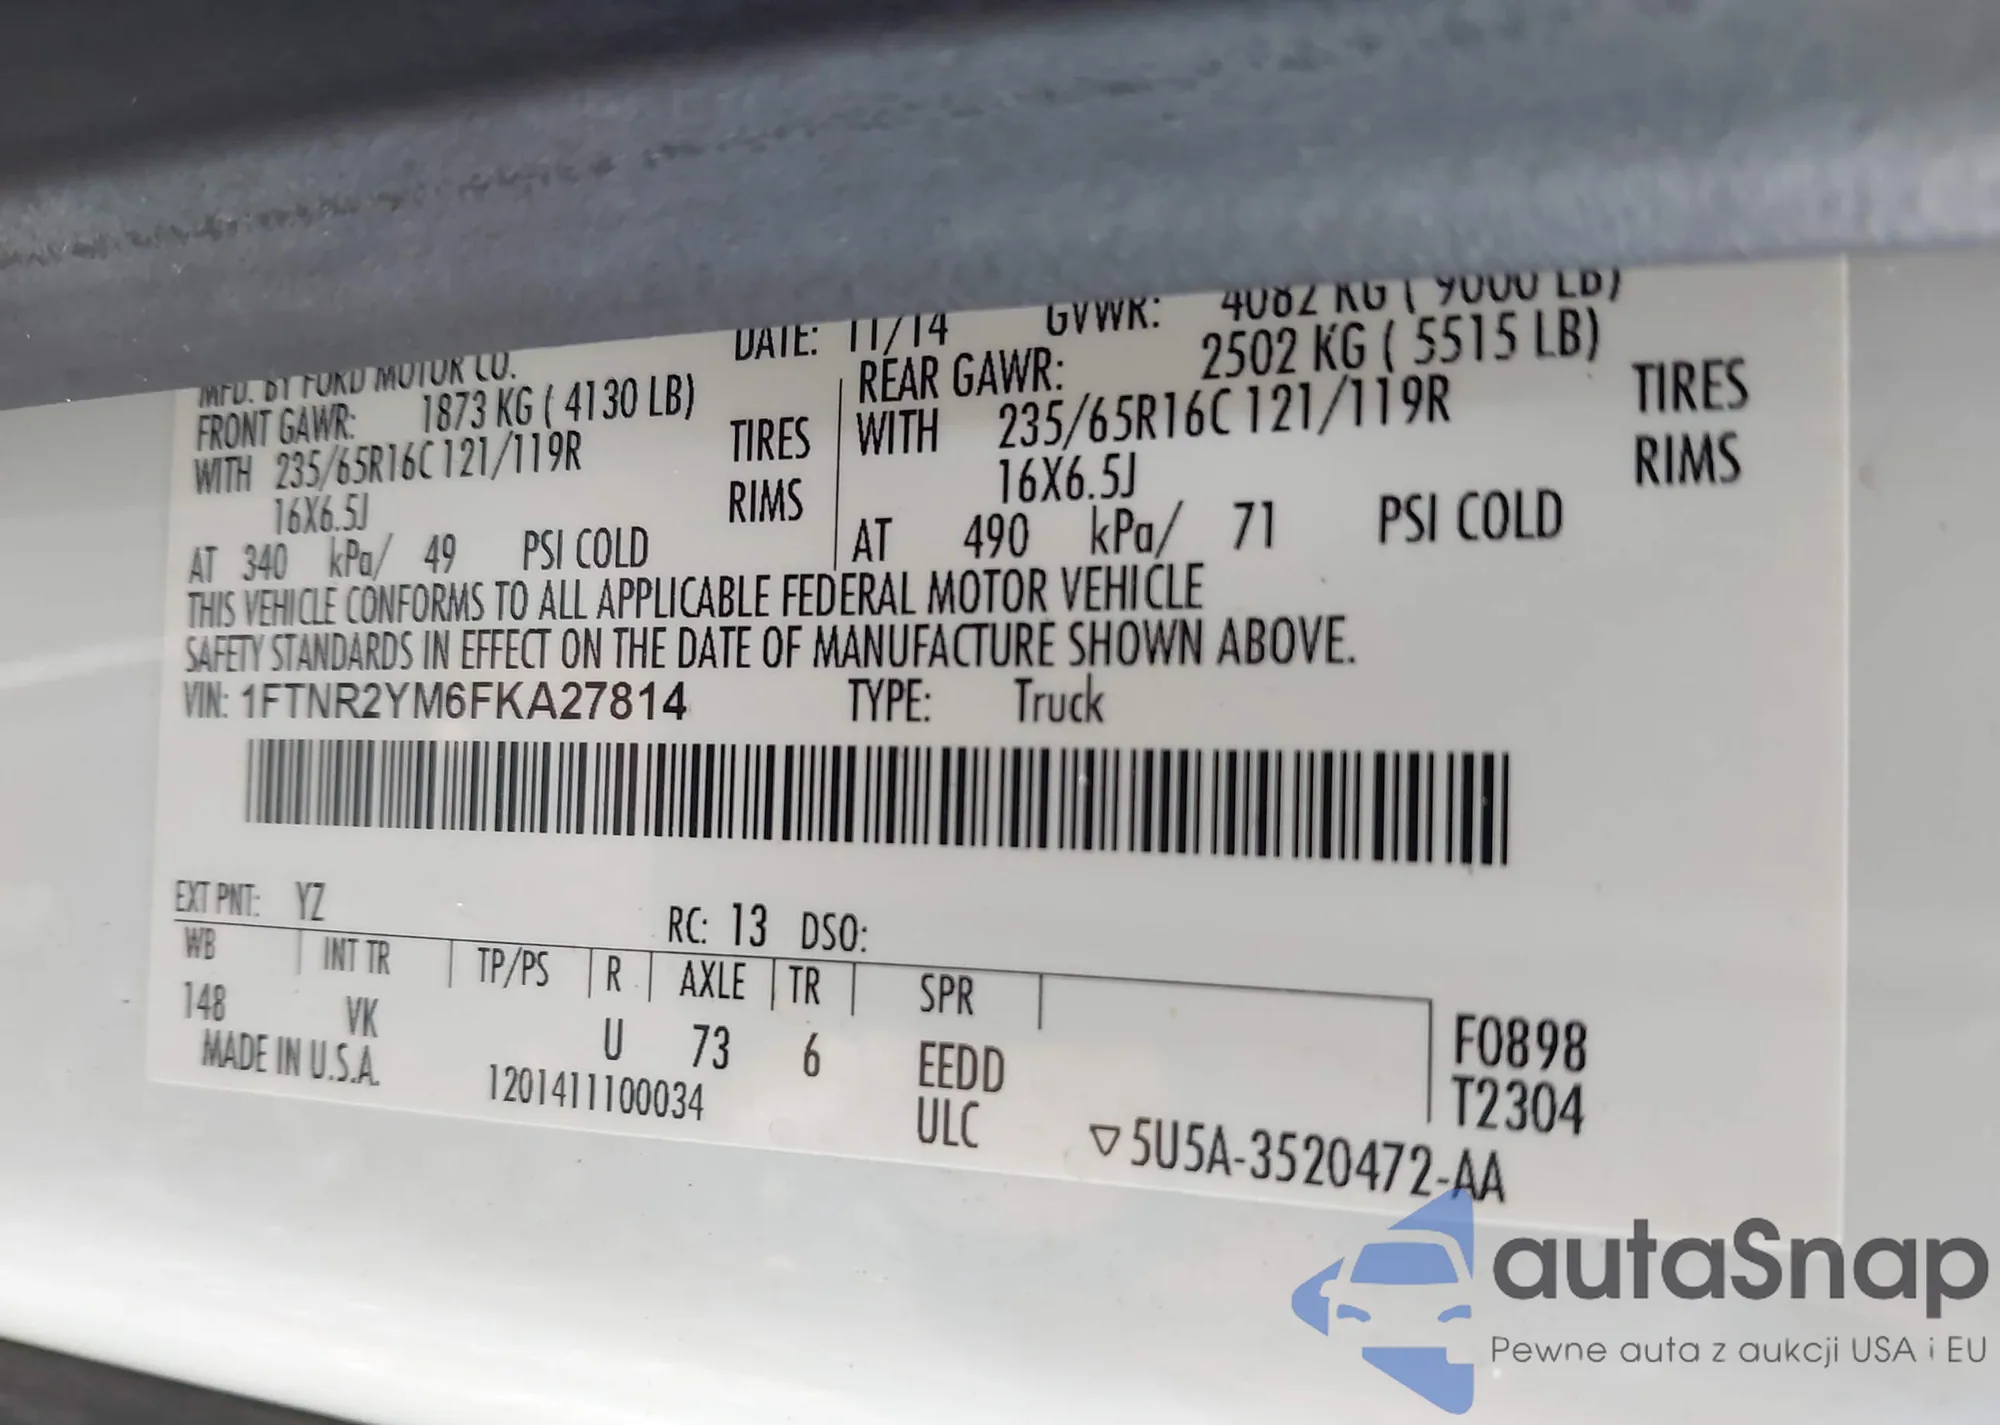 MFD. BY FORD MOTOR CO.
DATE: 11/14 GVWR: 4082 KG ( 9000 LB)
FRONT GAWR: 1873 KG ( 4130 LB)
WITH 235/65R16C 121/119R TIRES
16X6.5J RIMS
AT 340 kPa/ 49 PSI COLD
REAR GAWR: 2502 KG ( 5515 LB)
WITH 235/65R16C 121/119R TIRES
16X6.5J RIMS
AT 490 kPa/ 71 PSI COLD
THIS VEHICLE CONFORMS TO ALL APPLICABLE FEDERAL MOTOR VEHICLE
SAFETY STANDARDS IN EFFECT ON THE DATE OF MANUFACTURE SHOWN ABOVE.
VIN: 1FTNR2YM6FKA27814 TYPE: Truck
EXT PNT: YZ RC: 13 DSO:
WB INT TR TP/PS R AXLE TR SPR
148 VK U 73 6 EEDD F0898
MADE IN U.S.A. 1201411100034 ULC T2304
▽5U5A-3520472-AA
autaSnap
Pewne auta z aukcji USA i EU